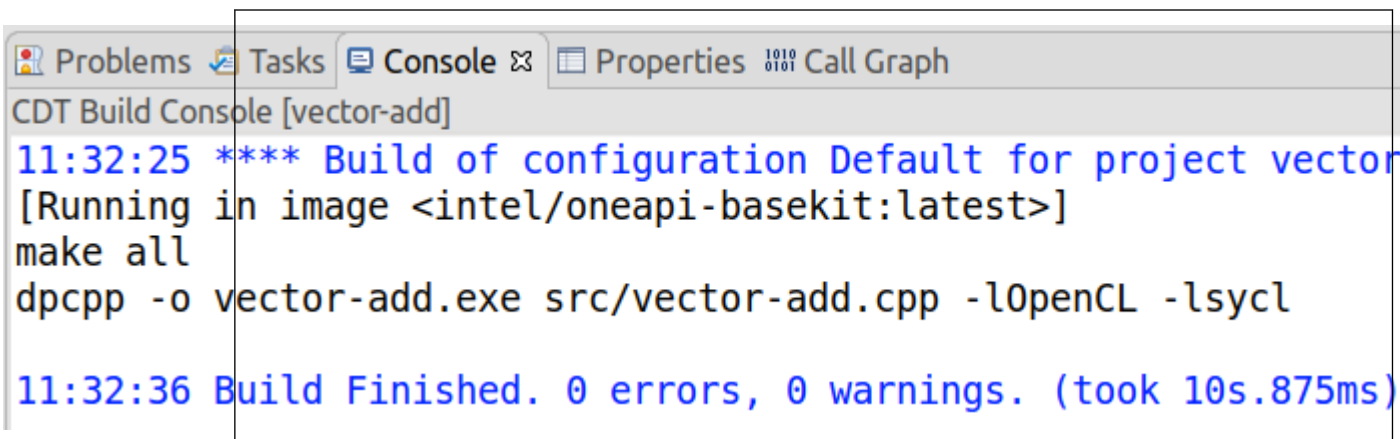 Problems Tasks Console Properties 1010 0101 Call Graph
CDT Build Console [vector-add]
11:32:25 **** Build of configuration Default for project vector
[Running in image <intel/oneapi-basekit:latest>]
make all
dpcpp -o vector-add.exe src/vector-add.cpp -lOpenCL -lsycl
11:32:36 Build Finished. 0 errors, 0 warnings. (took 10s.875ms)